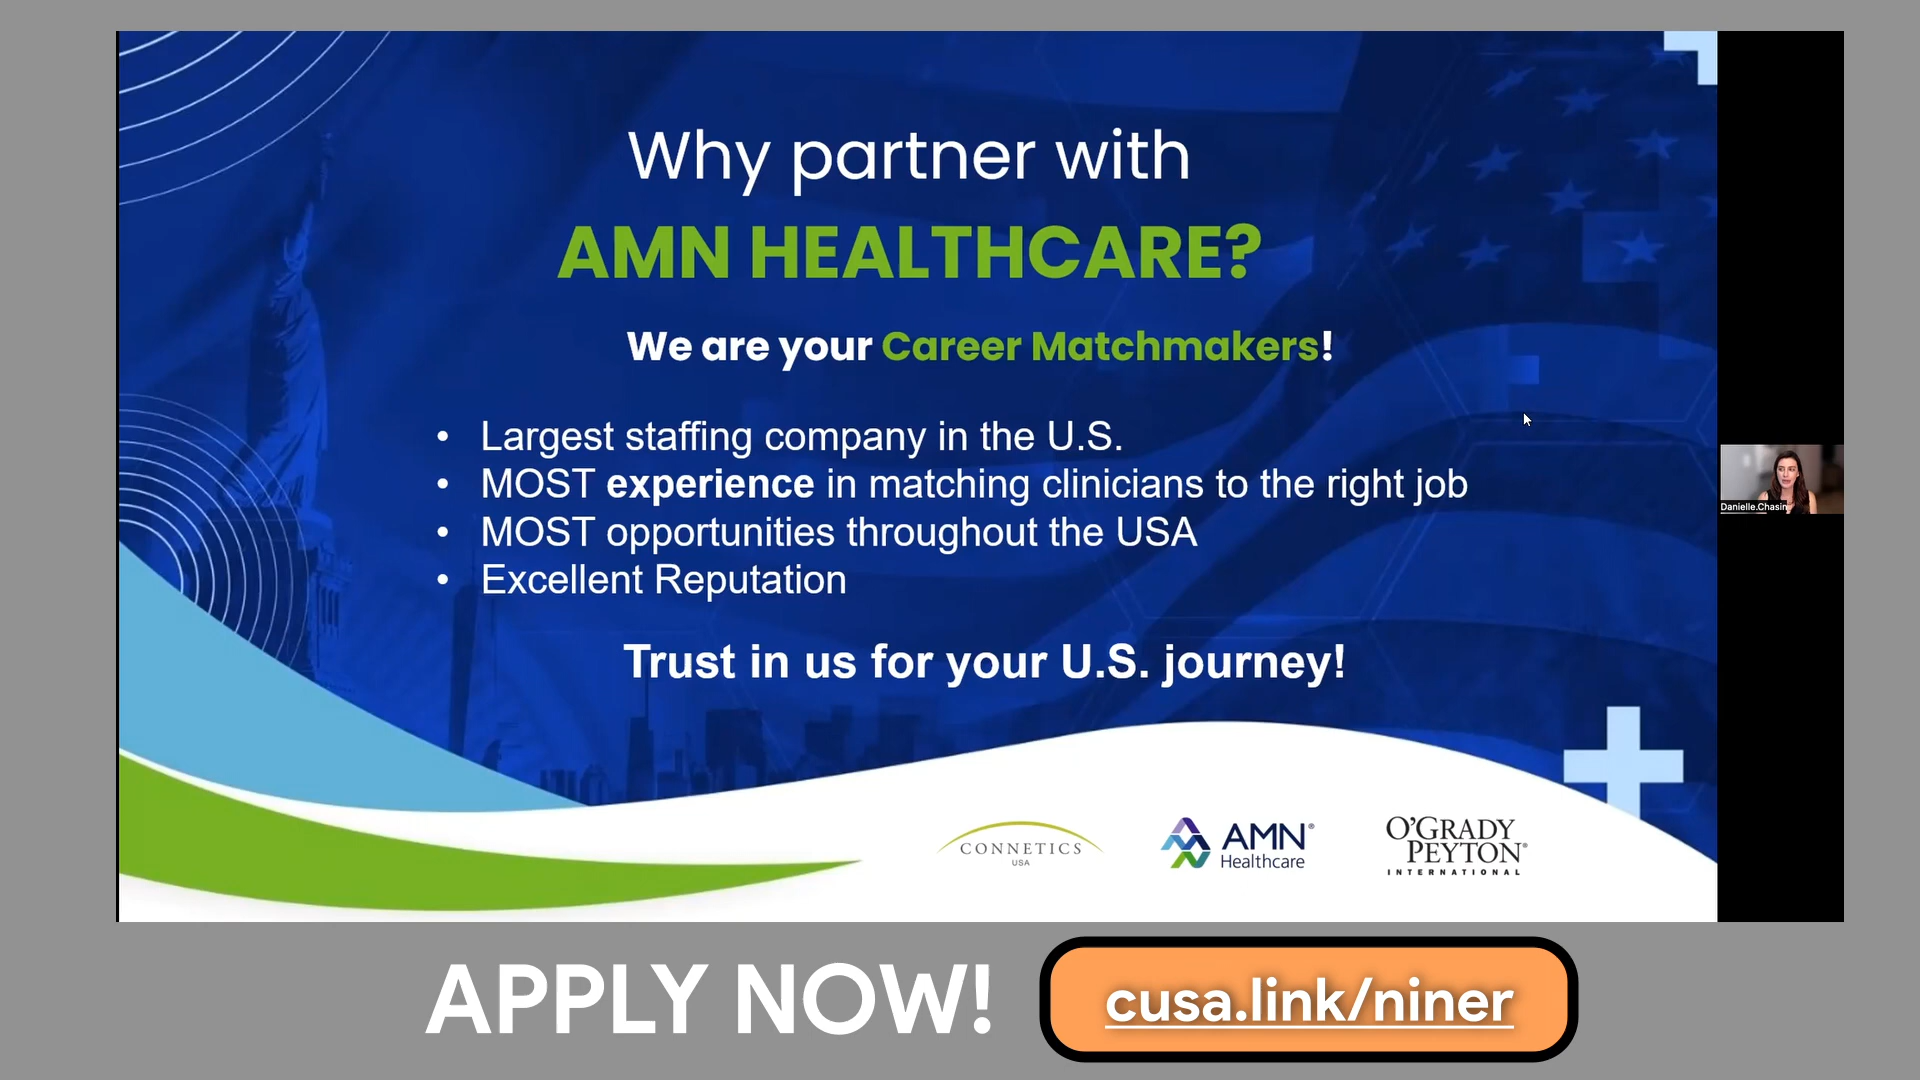 Why partner with
AMN HEALTHCARE?
We are your Career Matchmakers!
• Largest staffing company in the U.S.
• MOST experience in matching clinicians to the right job
• MOST opportunities throughout the USA
• Excellent Reputation
Trust in us for your U.S. journey!
Danielle.Chasin
CONNETICS
USA
AMN®
Healthcare
O'GRADY
PEYTON®
INTERNATIONAL
APPLY NOW!
cusa.link/niner